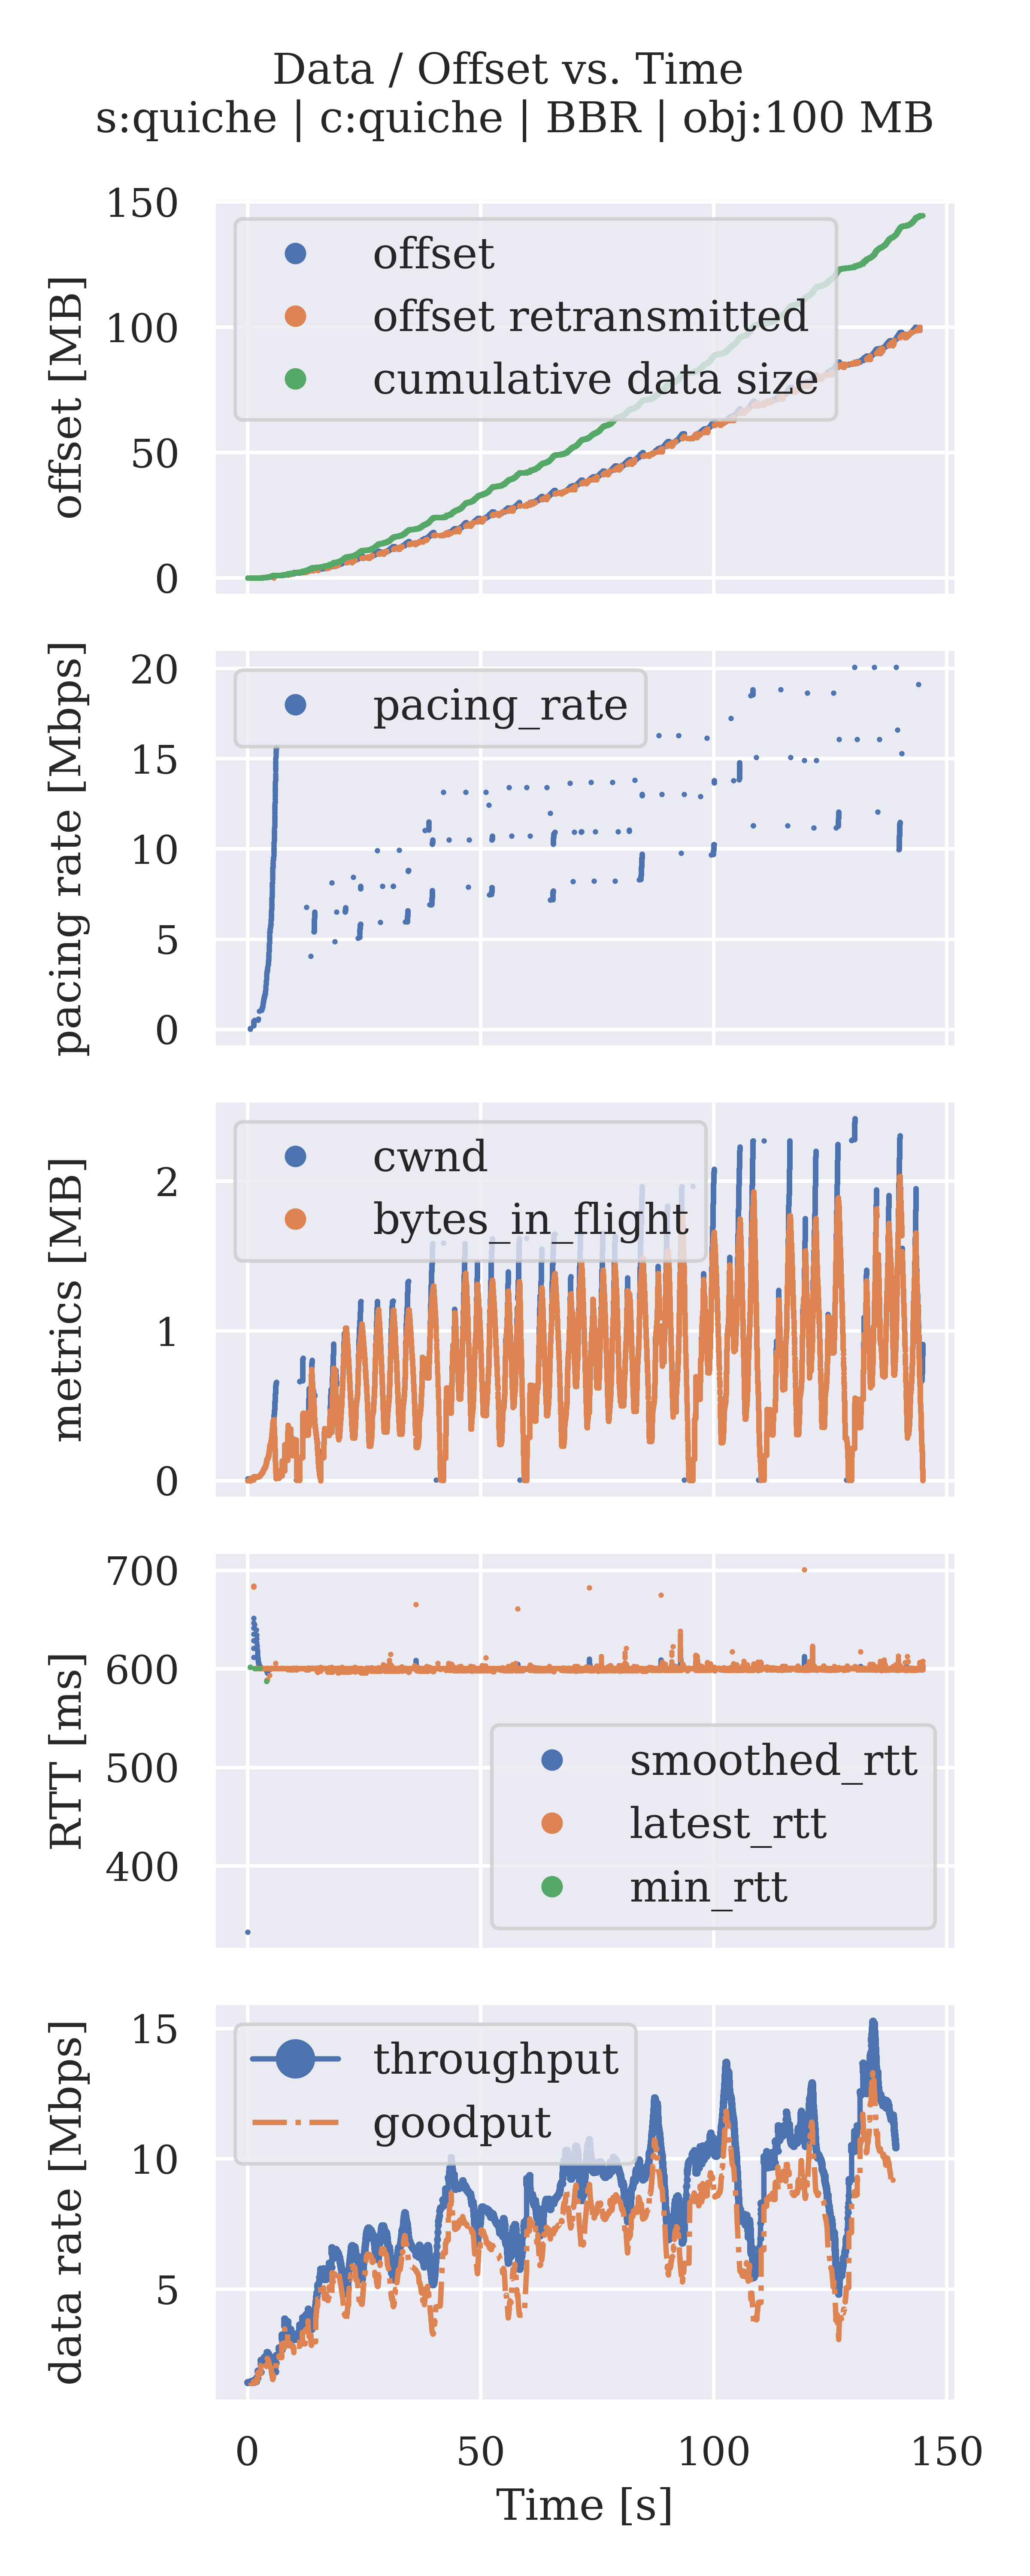 Data / Offset vs. Time
s:quiche | c:quiche | BBR | obj:100 MB
offset [MB]
150
100
50
0
offset
offset retransmitted
cumulative data size
pacing rate [Mbps]
20
15
10
5
0
pacing_rate
metrics [MB]
2
1
0
cwnd
bytes_in_flight
RTT [ms]
700
600
500
400
smoothed_rtt
latest_rtt
min_rtt
data rate [Mbps]
15
10
5
throughput
goodput
0 50 100 150
Time [s]